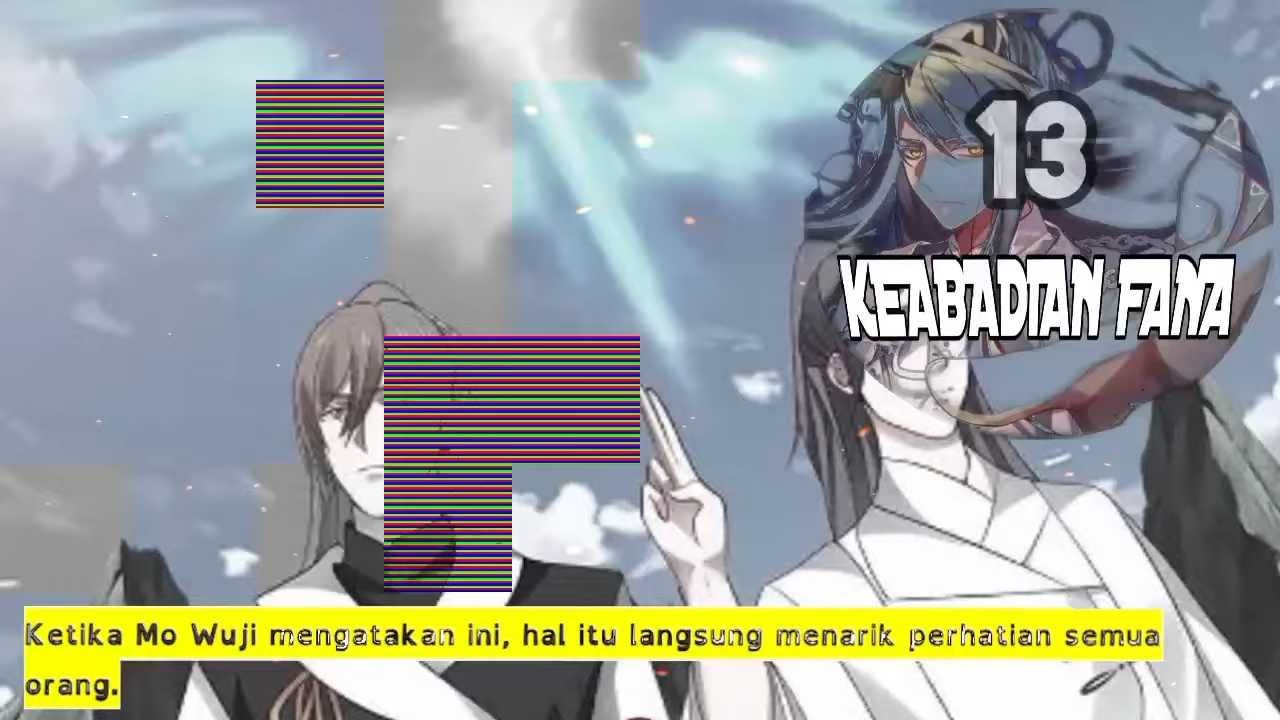 13
KEABADIAN FANA
Ketika Mo Wuji mengatakan ini, hal itu langsung menarik perhatian semua
orang.